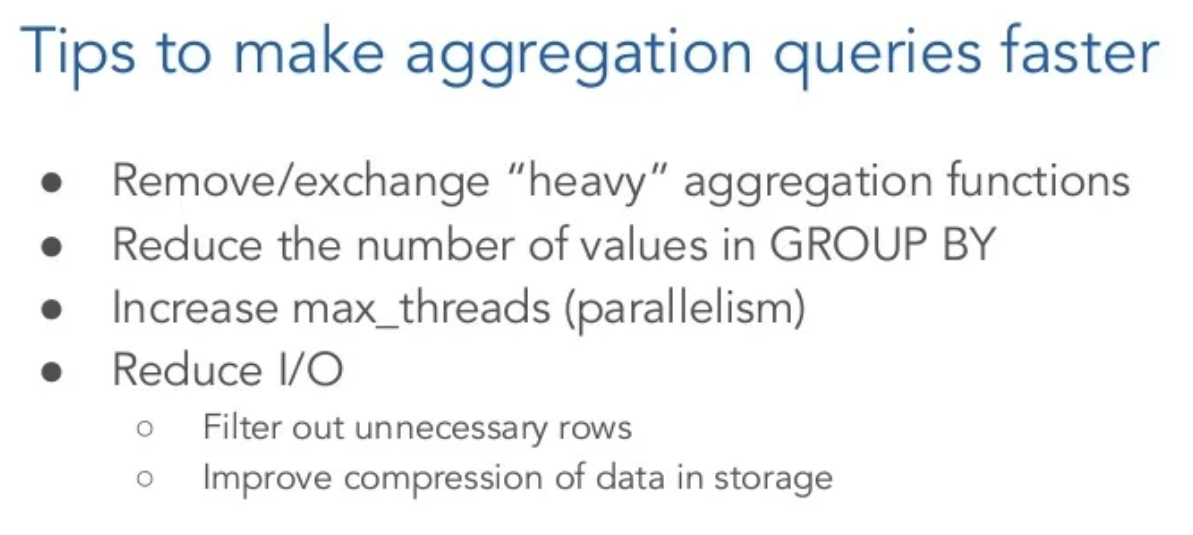 Tips to make aggregation queries faster
● Remove/exchange “heavy” aggregation functions
● Reduce the number of values in GROUP BY
● Increase max_threads (parallelism)
● Reduce I/O
○ Filter out unnecessary rows
○ Improve compression of data in storage